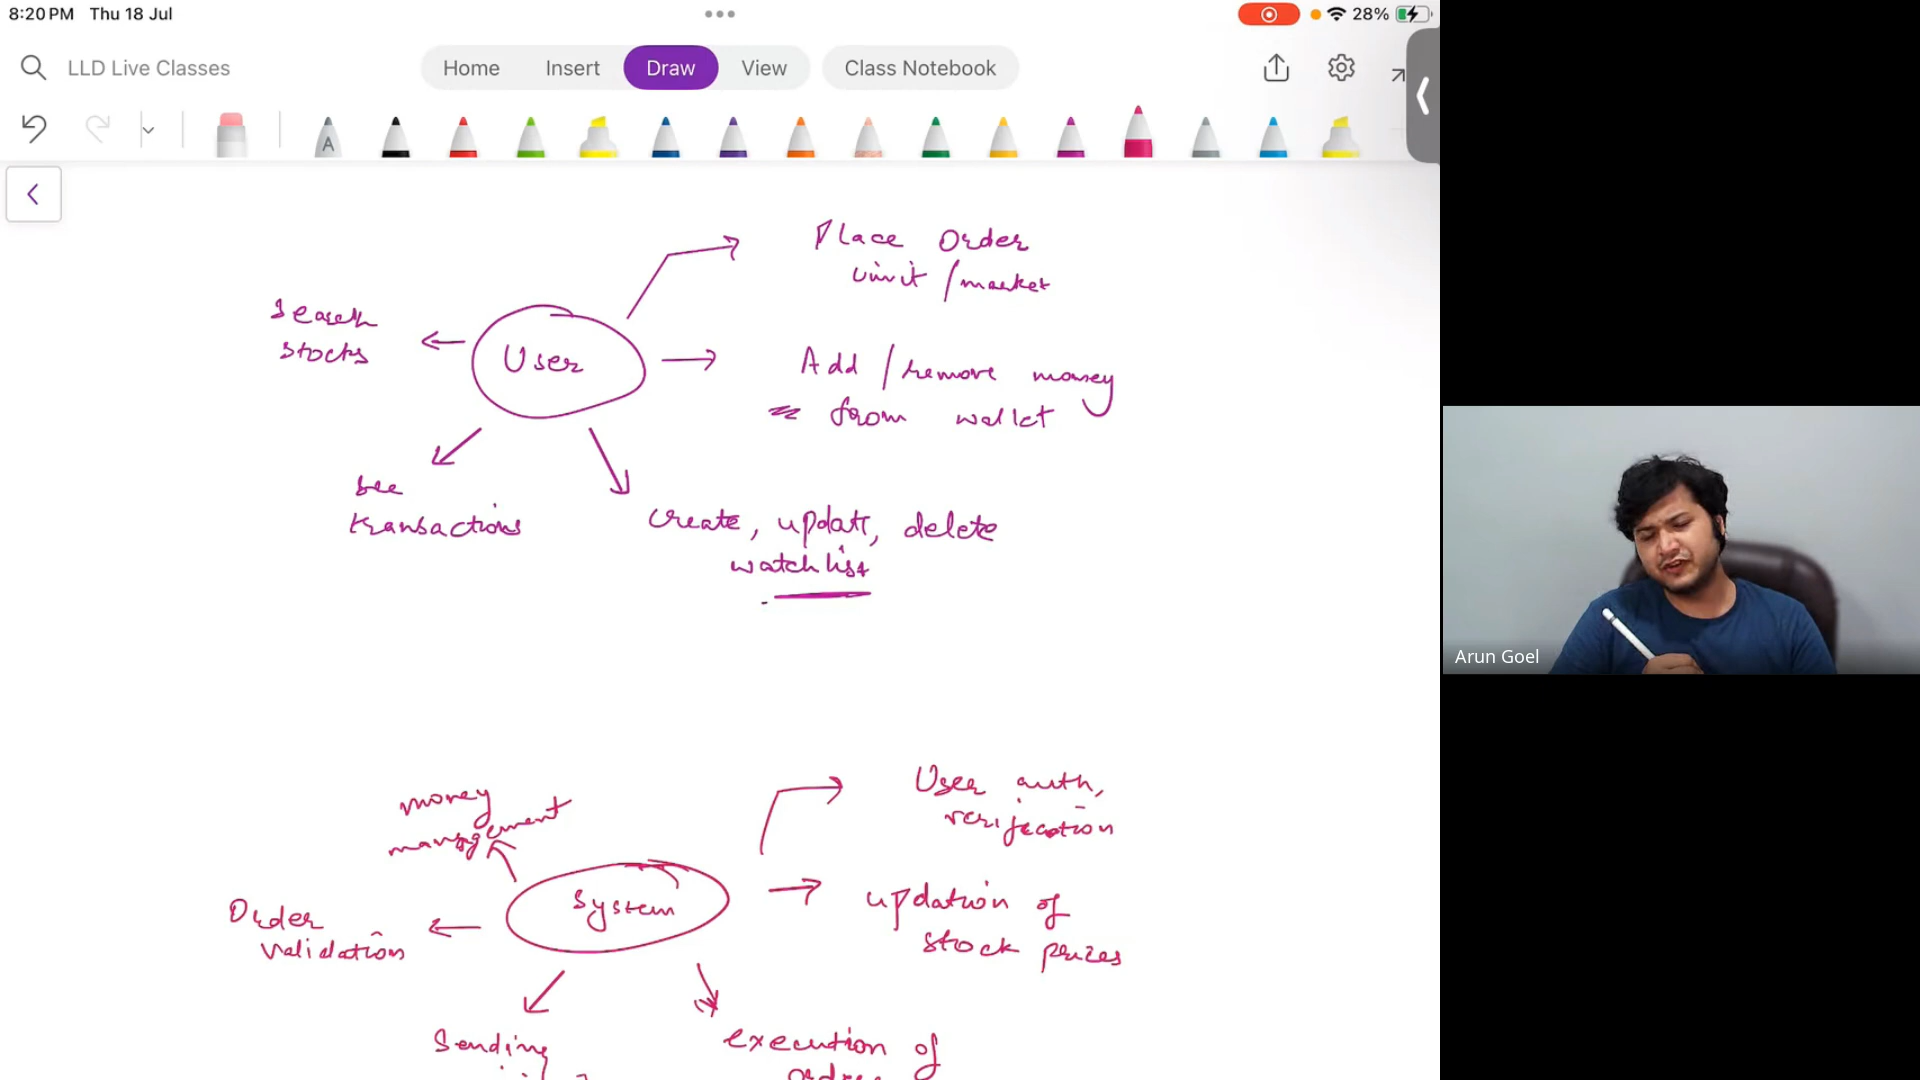 8:20 PM Thu 18 Jul
28%
LLD Live Classes
Home Insert Draw View Class Notebook
A
Place Order
limit / market
Search
stocks
User
Add / remove money
from wallet
See
transactions
create, update, delete
watchlist
Arun Goel
User auth,
verification
money
management
System
updation of
stock prizes
Order
validation
Sending
execution of
orders